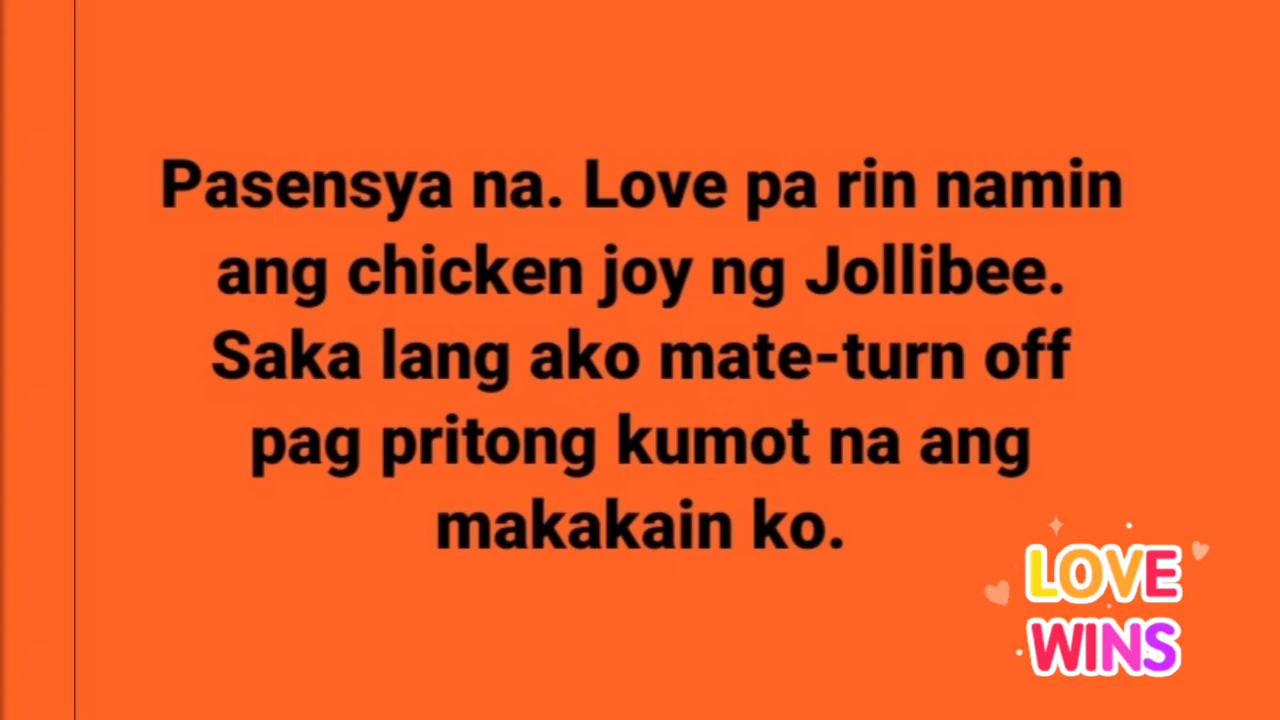 Pasensya na. Love pa rin namin
ang chicken joy ng Jollibee.
Saka lang ako mate-turn off
pag pritong kumot na ang
makakain ko.
LOVE
WINS